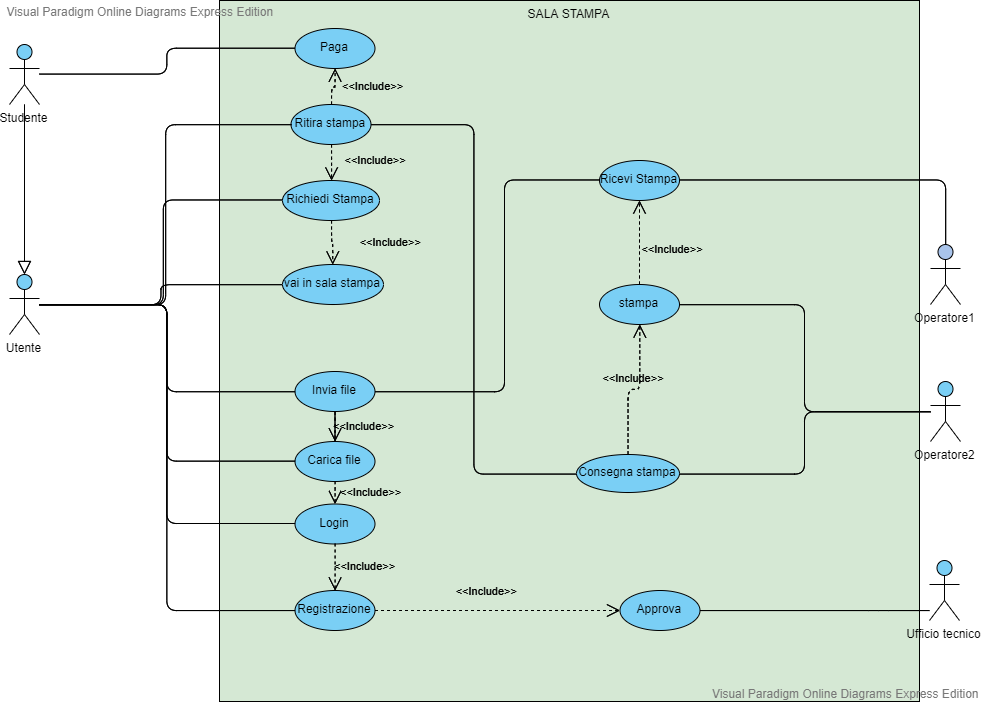 Visual Paradigm Online Diagrams Express Edition
SALA STAMPA
Paga
<<Include>>
Studente
Ritira stampa
<<Include>>
Richiedi Stampa
Ricevi Stampa
<<Include>>
<<Include>>
vai in sala stampa
stampa
Operatore1
Utente
<<Include>>
Invia file
<<Include>>
Carica file
Operatore2
Consegna stampa
<<Include>>
Login
<<Include>>
<<Include>>
Registrazione
Approva
Ufficio tecnico
Visual Paradigm Online Diagrams Express Edition